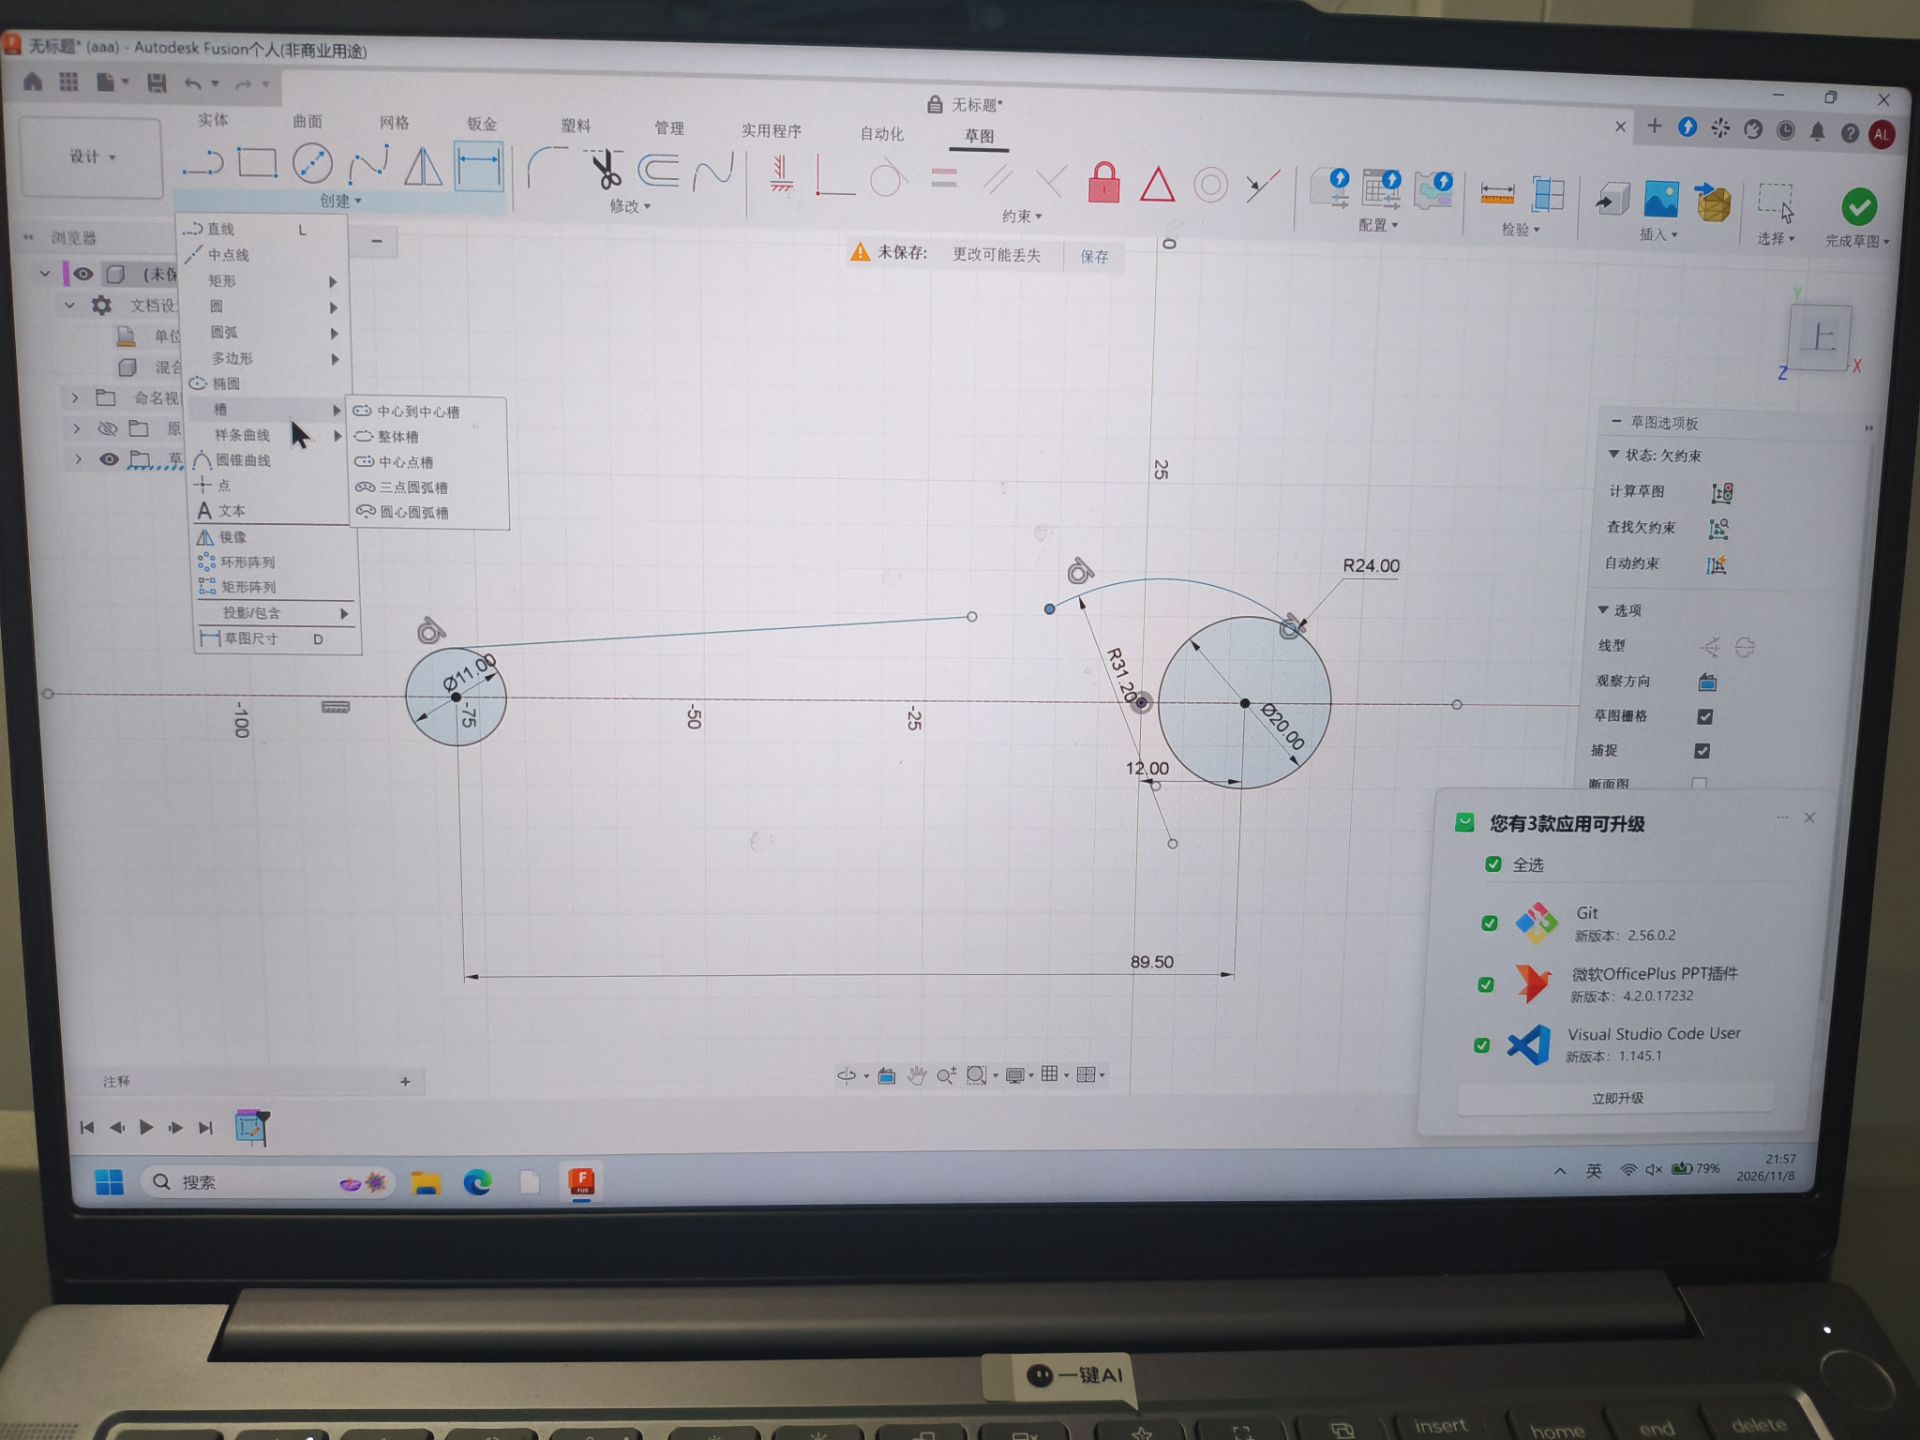 无标题* (aaa) - Autodesk Fusion个人(非商业用途)
无标题*
AL
设计
实体
曲面
网格
钣金
塑料
管理
实用程序
自动化
草图
创建
修改
约束
配置
检验
插入
选择
完成草图
浏览器
未保存:
更改可能丢失
保存
(未保
文档设
单位
混合
命名视
原
草
直线 L
中点线
矩形
圆
圆弧
多边形
椭圆
槽
样条曲线
圆锥曲线
点
文本
镜像
环形阵列
矩形阵列
投影/包含
草图尺寸 D
中心到中心槽
整体槽
中心点槽
三点圆弧槽
圆心圆弧槽
0
25
-100
-75
-50
-25
Ø11.00
R31.20
R24.00
Ø20.00
12.00
89.50
Y
上
Z
X
草图选项板
状态: 欠约束
计算草图
查找欠约束
自动约束
选项
线型
观察方向
草图栅格
捕捉
断面图
您有3款应用可升级
全选
Git
新版本: 2.56.0.2
微软OfficePlus PPT插件
新版本: 4.2.0.17232
Visual Studio Code User
新版本: 1.145.1
立即升级
注释
搜索
F
FUS
英
79%
21:57
2026/11/8
一键AI
insert
home
end
delete